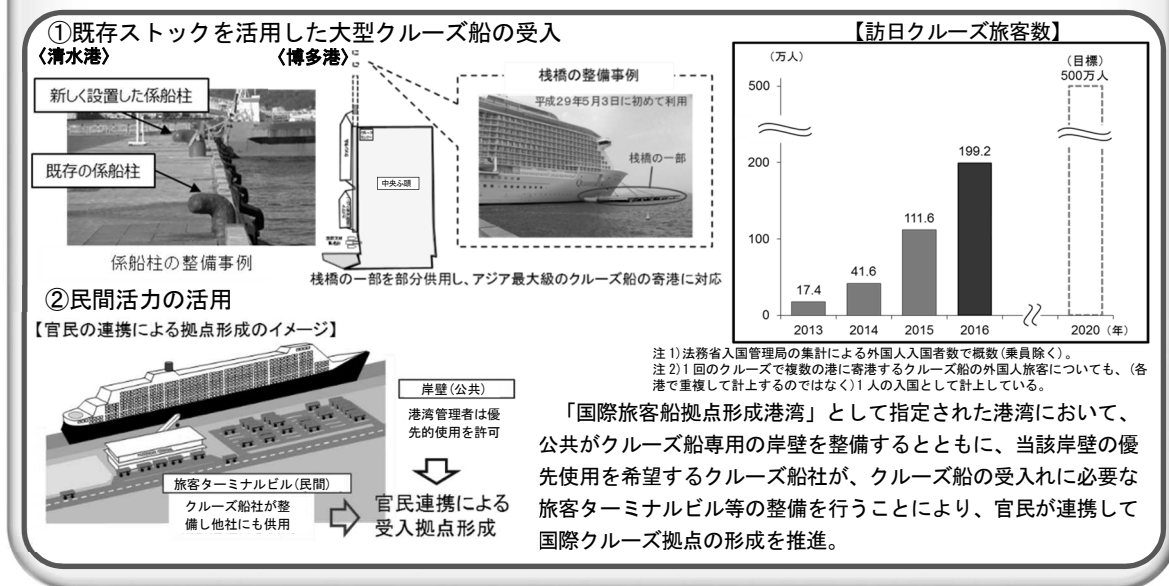 ①既存ストックを活用した大型クルーズ船の受入
〈清水港〉
新しく設置した係船柱
既存の係船柱
係船柱の整備事例
〈博多港〉
中央ふ頭
桟橋の整備事例
平成29年5月3日に初めて利用
桟橋の一部
桟橋の一部を部分供用し、アジア最大級のクルーズ船の寄港に対応
②民間活力の活用
【官民の連携による拠点形成のイメージ】
岸壁(公共)
港湾管理者は優
先的使用を許可
旅客ターミナルビル(民間)
クルーズ船社が整
備し他社にも供用
官民連携による
受入拠点形成
【訪日クルーズ旅客数】
(万人)
(目標)
500万人
500
200
100
0
17.4
41.6
111.6
199.2
2013
2014
2015
2016
2020 (年)
注1)法務省入国管理局の集計による外国人入国者数で概数(乗員除く)。
注2)1回のクルーズで複数の港に寄港するクルーズ船の外国人旅客についても、(各
港で重複して計上するのではなく)1人の入国として計上している。
「国際旅客船拠点形成港湾」として指定された港湾において、
公共がクルーズ船専用の岸壁を整備するとともに、当該岸壁の優
先使用を希望するクルーズ船社が、クルーズ船の受入れに必要な
旅客ターミナルビル等の整備を行うことにより、官民が連携して
国際クルーズ拠点の形成を推進。